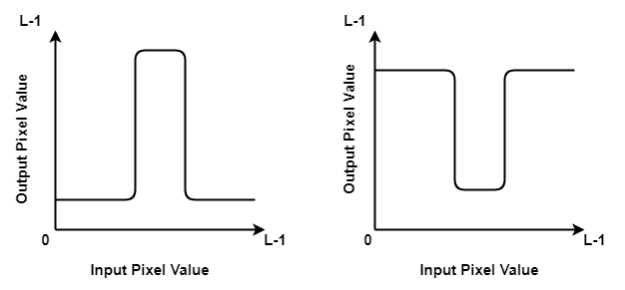 L-1
Output Pixel Value
0
L-1
Input Pixel Value
L-1
Output Pixel Value
0
L-1
Input Pixel Value